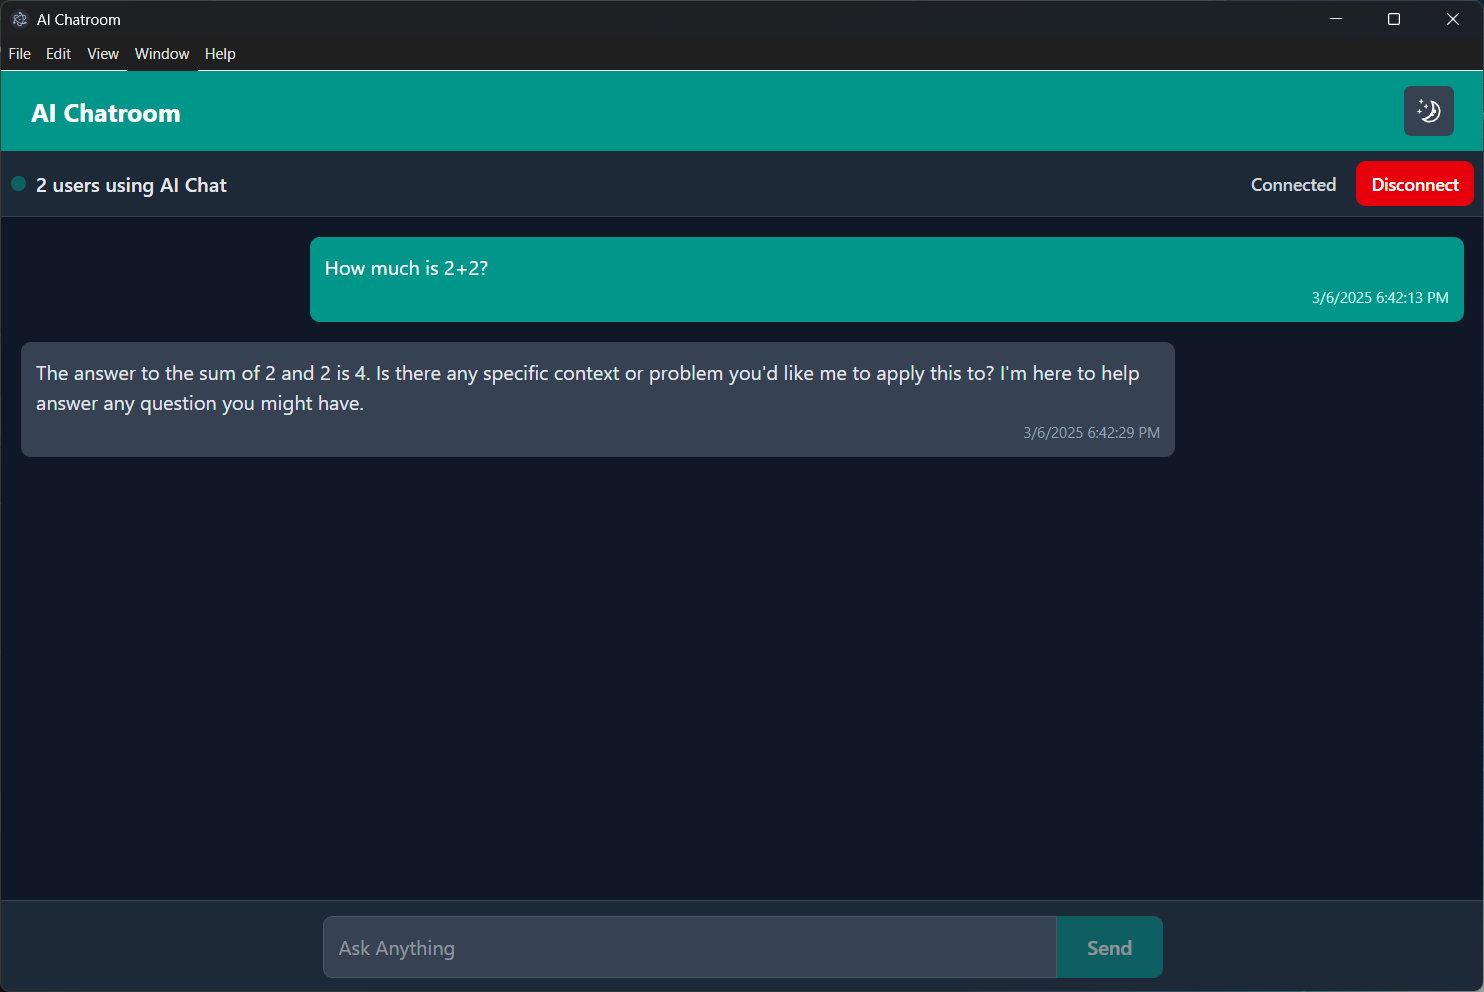 AI Chatroom
File Edit View Window Help
AI Chatroom
2 users using AI Chat Connected Disconnect
How much is 2+2?
3/6/2025 6:42:13 PM
The answer to the sum of 2 and 2 is 4. Is there any specific context or problem you'd like me to apply this to? I'm here to help
answer any question you might have.
3/6/2025 6:42:29 PM
Ask Anything Send